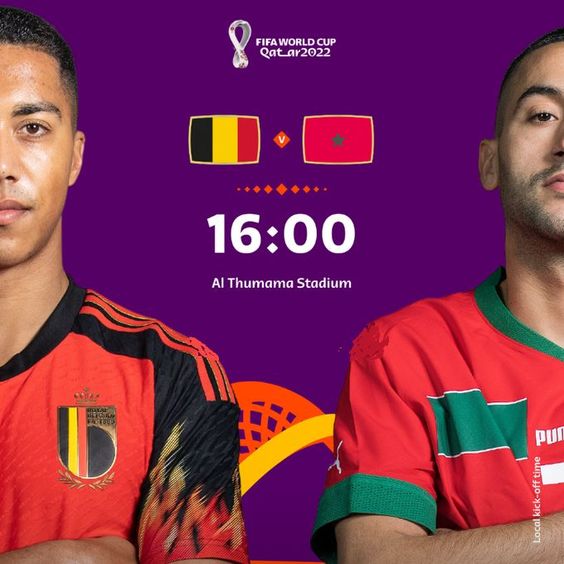 FIFA WORLD CUP
Qatar2022
V
16:00
Al Thumama Stadium
PUM
Local kick-off time